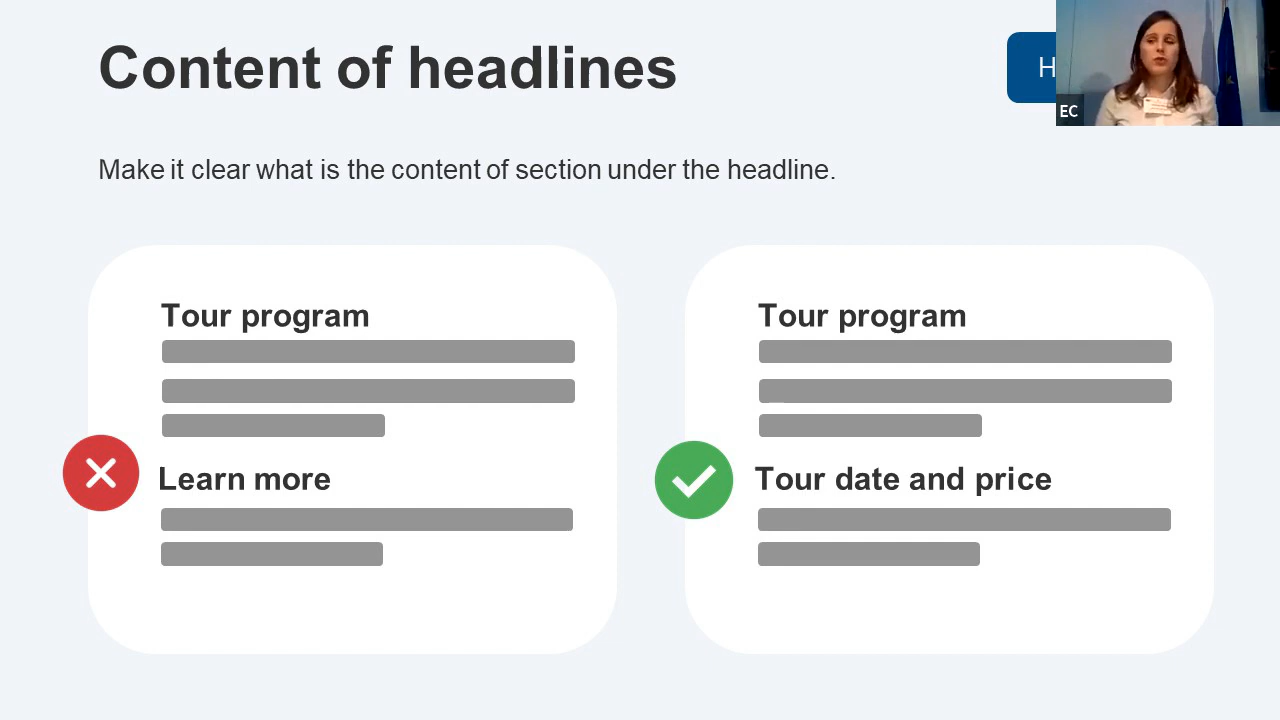 Content of headlines
H
EC
Make it clear what is the content of section under the headline.
Tour program
Learn more
Tour program
Tour date and price